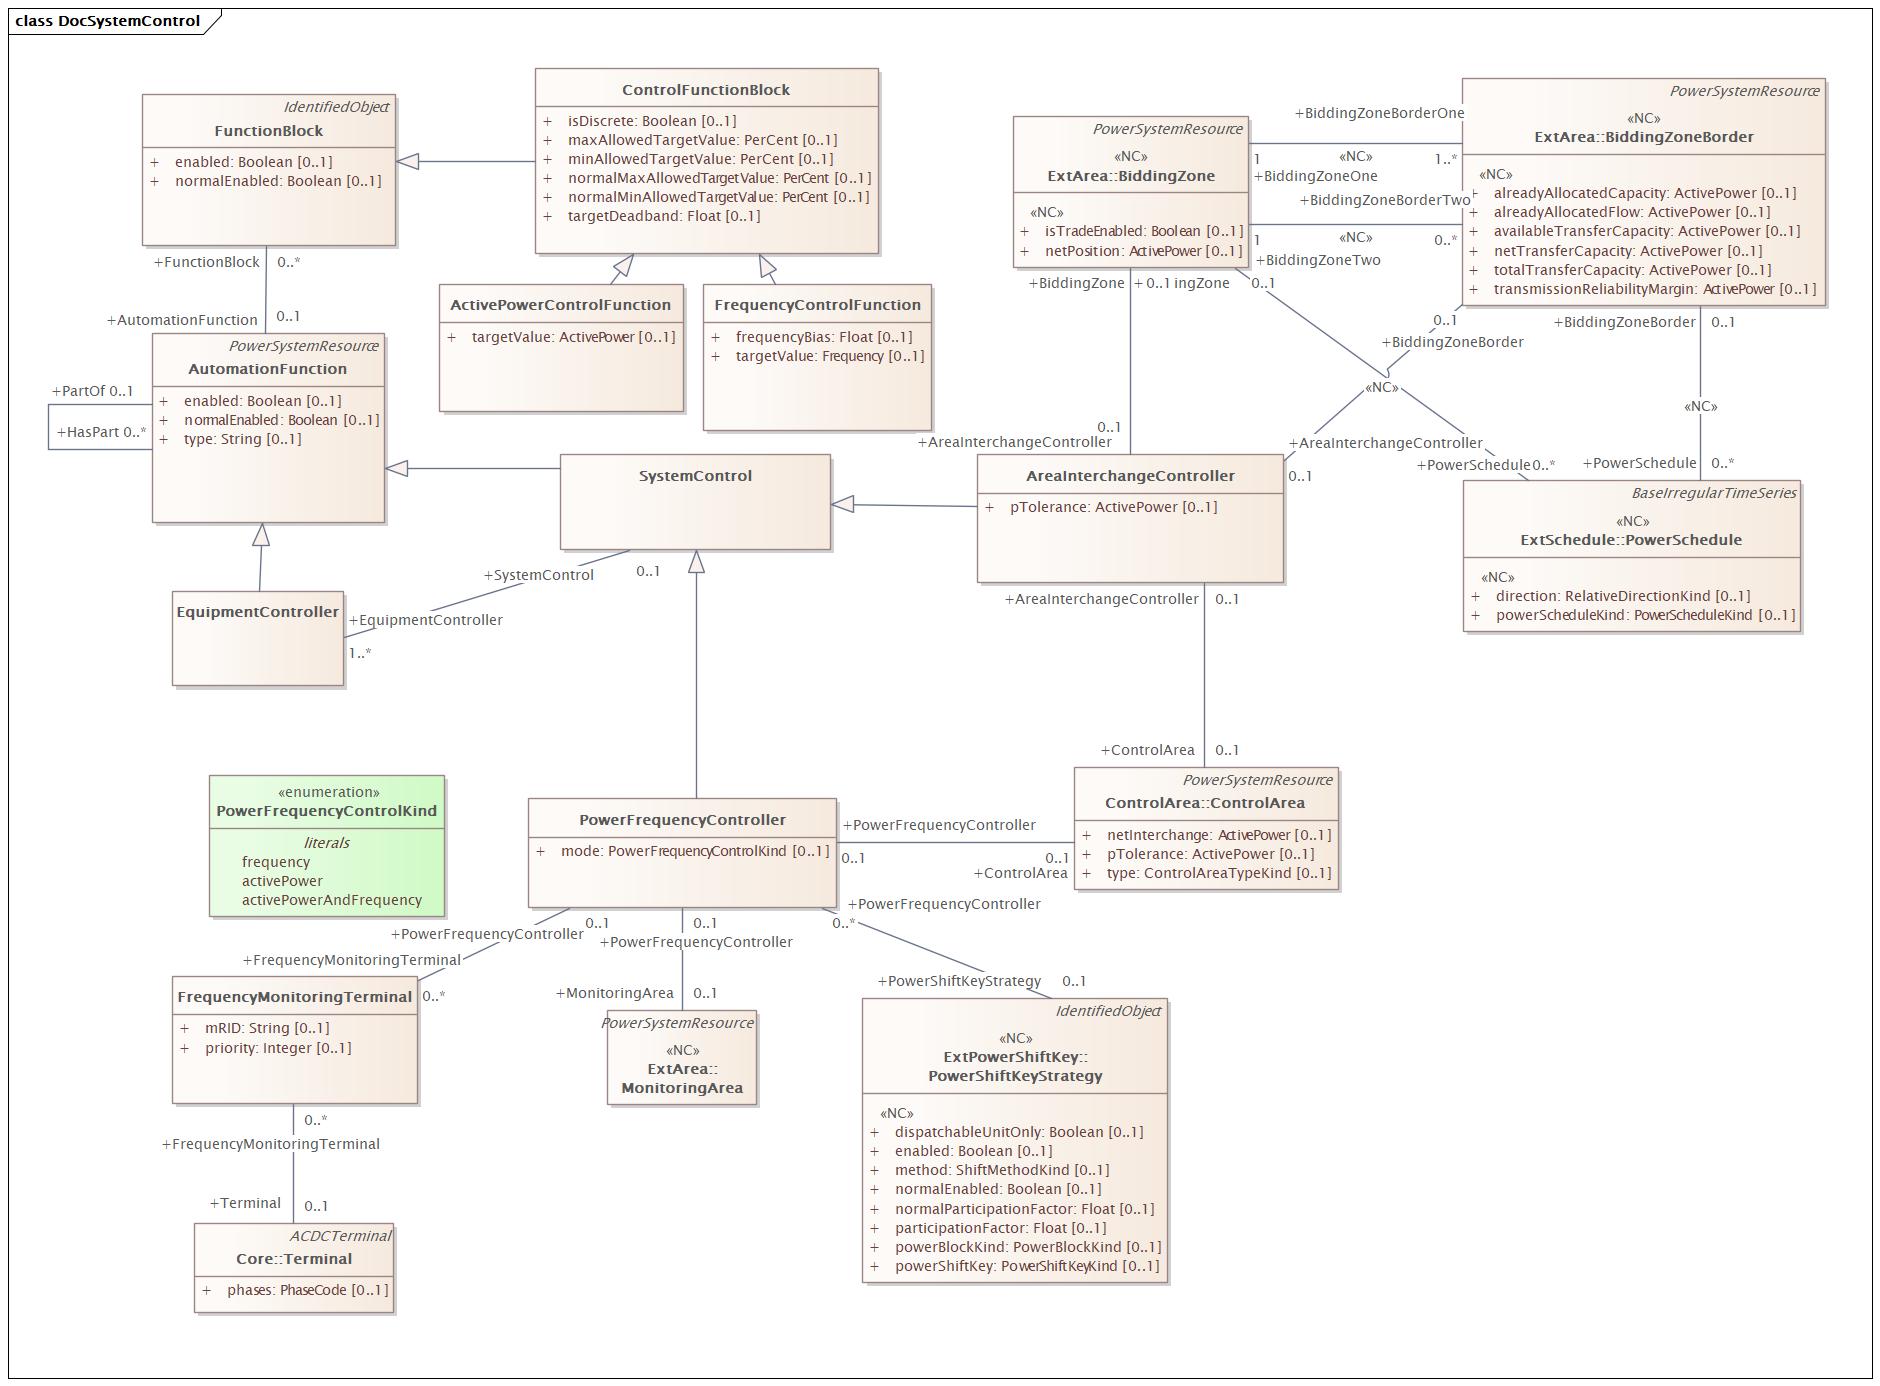 class DocSystemControl
IdentifiedObject
FunctionBlock
+ enabled: Boolean [0..1]
+ normalEnabled: Boolean [0..1]
ControlFunctionBlock
+ isDiscrete: Boolean [0..1]
+ maxAllowedTargetValue: PerCent [0..1]
+ minAllowedTargetValue: PerCent [0..1]
+ normalMaxAllowedTargetValue: PerCent [0..1]
+ normalMinAllowedTargetValue: PerCent [0..1]
+ targetDeadband: Float [0..1]
PowerSystemResource
«NC»
ExtArea::BiddingZone
«NC»
+ isTradeEnabled: Boolean [0..1]
+ netPosition: ActivePower [0..1]
+BiddingZoneBorderOne
1 «NC» 1..*
+BiddingZoneOne
+BiddingZoneBorderTwo
1 «NC» 0..*
+BiddingZoneTwo
PowerSystemResource
«NC»
ExtArea::BiddingZoneBorder
«NC»
+ alreadyAllocatedCapacity: ActivePower [0..1]
+ alreadyAllocatedFlow: ActivePower [0..1]
+ availableTransferCapacity: ActivePower [0..1]
+ netTransferCapacity: ActivePower [0..1]
+ totalTransferCapacity: ActivePower [0..1]
+ transmissionReliabilityMargin: ActivePower [0..1]
+FunctionBlock 0..*
+AutomationFunction 0..1
ActivePowerControlFunction
+ targetValue: ActivePower [0..1]
FrequencyControlFunction
+ frequencyBias: Float [0..1]
+ targetValue: Frequency [0..1]
+BiddingZone + 0..1 ingZone 0..1
0..1
+BiddingZoneBorder
+BiddingZoneBorder 0..1
«NC»
«NC»
PowerSystemResource
AutomationFunction
+ enabled: Boolean [0..1]
+ normalEnabled: Boolean [0..1]
+ type: String [0..1]
+PartOf 0..1
+HasPart 0..*
0..1
+AreaInterchangeController
+AreaInterchangeController
0..1
+PowerSchedule 0..*
+PowerSchedule 0..*
SystemControl
AreaInterchangeController
+ pTolerance: ActivePower [0..1]
BaseIrregularTimeSeries
«NC»
ExtSchedule::PowerSchedule
«NC»
+ direction: RelativeDirectionKind [0..1]
+ powerScheduleKind: PowerScheduleKind [0..1]
+SystemControl 0..1
+EquipmentController
1..*
EquipmentController
+AreaInterchangeController 0..1
+ControlArea 0..1
«enumeration»
PowerFrequencyControlKind
literals
frequency
activePower
activePowerAndFrequency
PowerFrequencyController
+ mode: PowerFrequencyControlKind [0..1]
+PowerFrequencyController
0..1 0..1
+ControlArea
PowerSystemResource
ControlArea::ControlArea
+ netInterchange: ActivePower [0..1]
+ pTolerance: ActivePower [0..1]
+ type: ControlAreaTypeKind [0..1]
0..1
+PowerFrequencyController
+FrequencyMonitoringTerminal
0..*
0..1
+PowerFrequencyController
+MonitoringArea 0..1
+PowerFrequencyController
0..*
+PowerShiftKeyStrategy 0..1
FrequencyMonitoringTerminal
+ mRID: String [0..1]
+ priority: Integer [0..1]
PowerSystemResource
«NC»
ExtArea::
MonitoringArea
IdentifiedObject
«NC»
ExtPowerShiftKey::
PowerShiftKeyStrategy
«NC»
+ dispatchableUnitOnly: Boolean [0..1]
+ enabled: Boolean [0..1]
+ method: ShiftMethodKind [0..1]
+ normalEnabled: Boolean [0..1]
+ normalParticipationFactor: Float [0..1]
+ participationFactor: Float [0..1]
+ powerBlockKind: PowerBlockKind [0..1]
+ powerShiftKey: PowerShiftKeyKind [0..1]
0..*
+FrequencyMonitoringTerminal
+Terminal 0..1
ACDCTerminal
Core::Terminal
+ phases: PhaseCode [0..1]